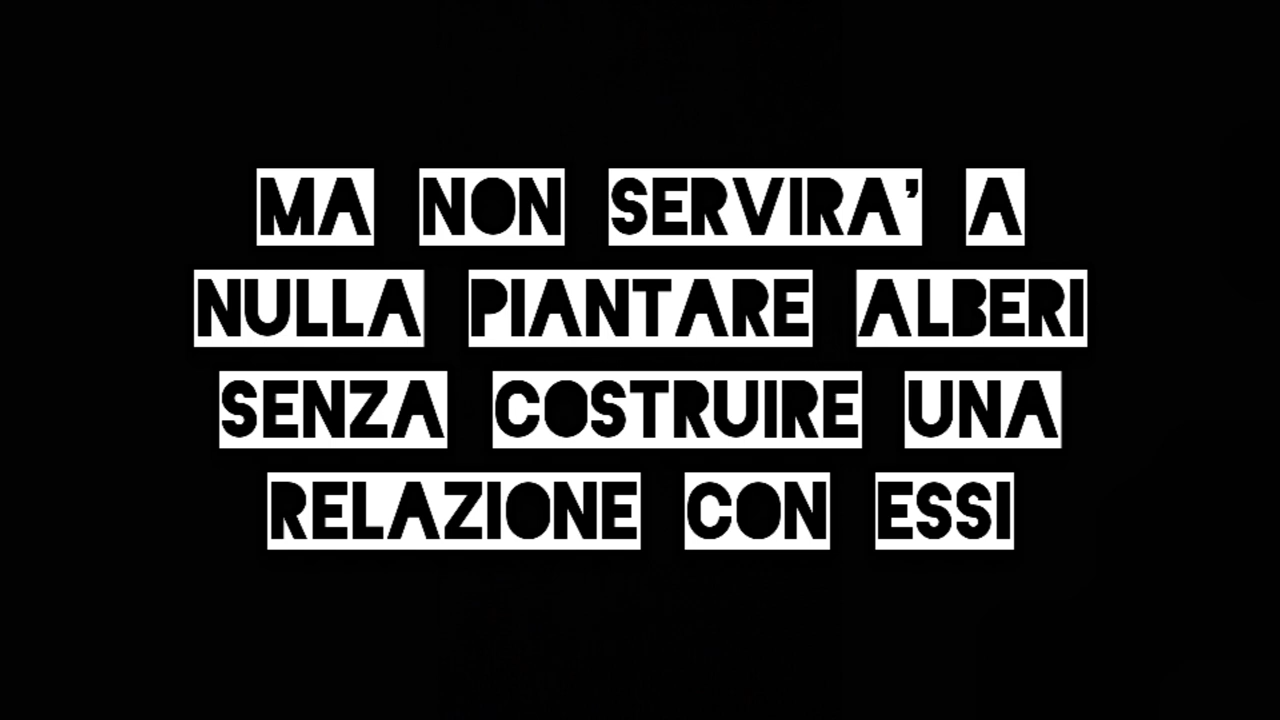 MA NON SERVIRA' A
NULLA PIANTARE ALBERI
SENZA COSTRUIRE UNA
RELAZIONE CON ESSI